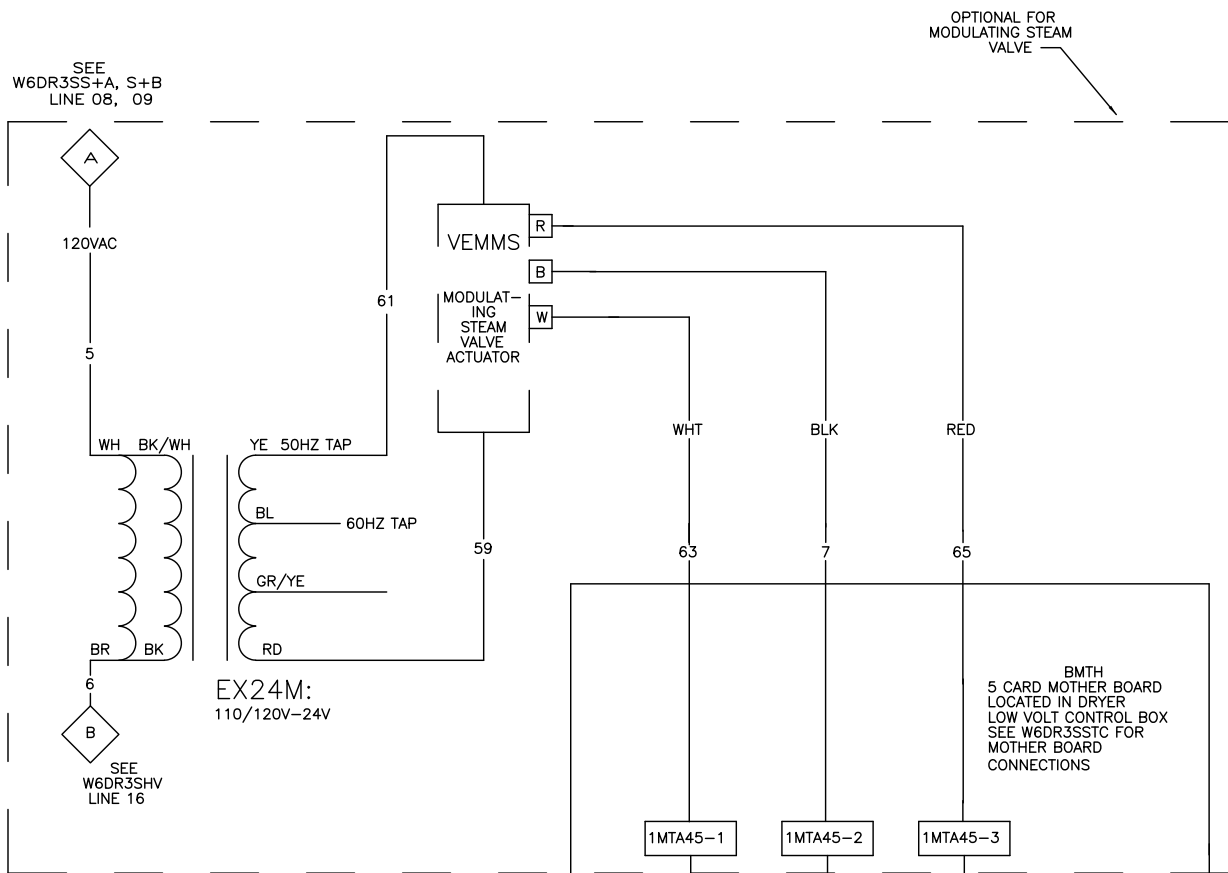 OPTIONAL FOR
MODULATING STEAM
VALVE
SEE
W6DR3SS+A, S+B
LINE 08, 09
A
120VAC
5
61
VEMMS
R
B
W
MODULAT-
ING
STEAM
VALVE
ACTUATOR
WHT
BLK
RED
WH BK/WH
YE 50HZ TAP
BL
60HZ TAP
GR/YE
59
63
7
65
BR BK
RD
6
EX24M:
110/120V-24V
B
SEE
W6DR3SHV
LINE 16
BMTH
5 CARD MOTHER BOARD
LOCATED IN DRYER
LOW VOLT CONTROL BOX
SEE W6DR3SSTC FOR
MOTHER BOARD
CONNECTIONS
1MTA45-1
1MTA45-2
1MTA45-3